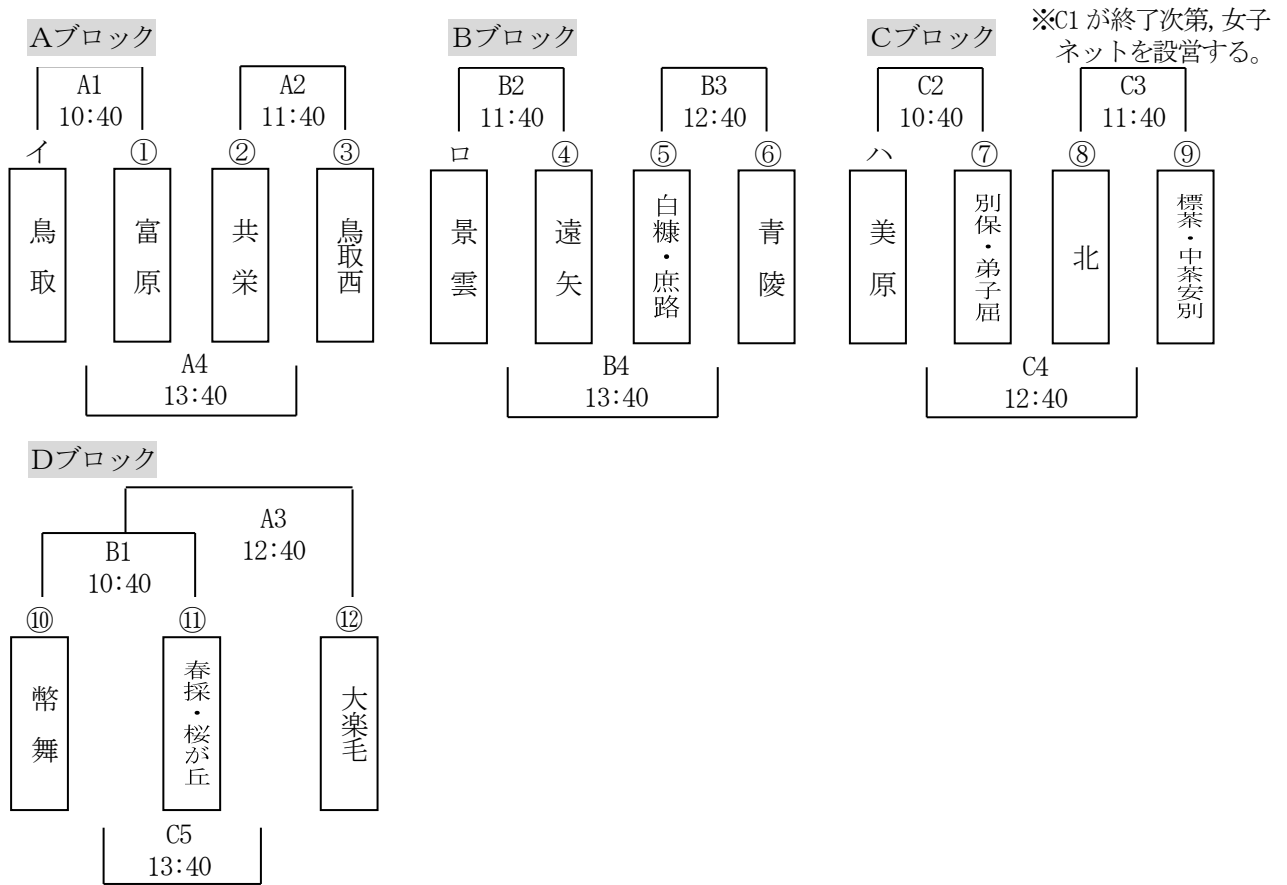 ※C1 が終了次第, 女子
ネットを設営する。
Aブロック
A1
10:40
A2
11:40
イ
①
②
③
鳥取
富原
共栄
鳥取西
A4
13:40
Bブロック
B2
11:40
B3
12:40
ロ
④
⑤
⑥
景雲
遠矢
白糠・庶路
青陵
B4
13:40
Cブロック
C2
10:40
C3
11:40
ハ
⑦
⑧
⑨
美原
別保・弟子屈
北
標茶・中茶安別
C4
12:40
Dブロック
A3
12:40
B1
10:40
⑩
⑪
⑫
幣舞
春採・桜が丘
大楽毛
C5
13:40